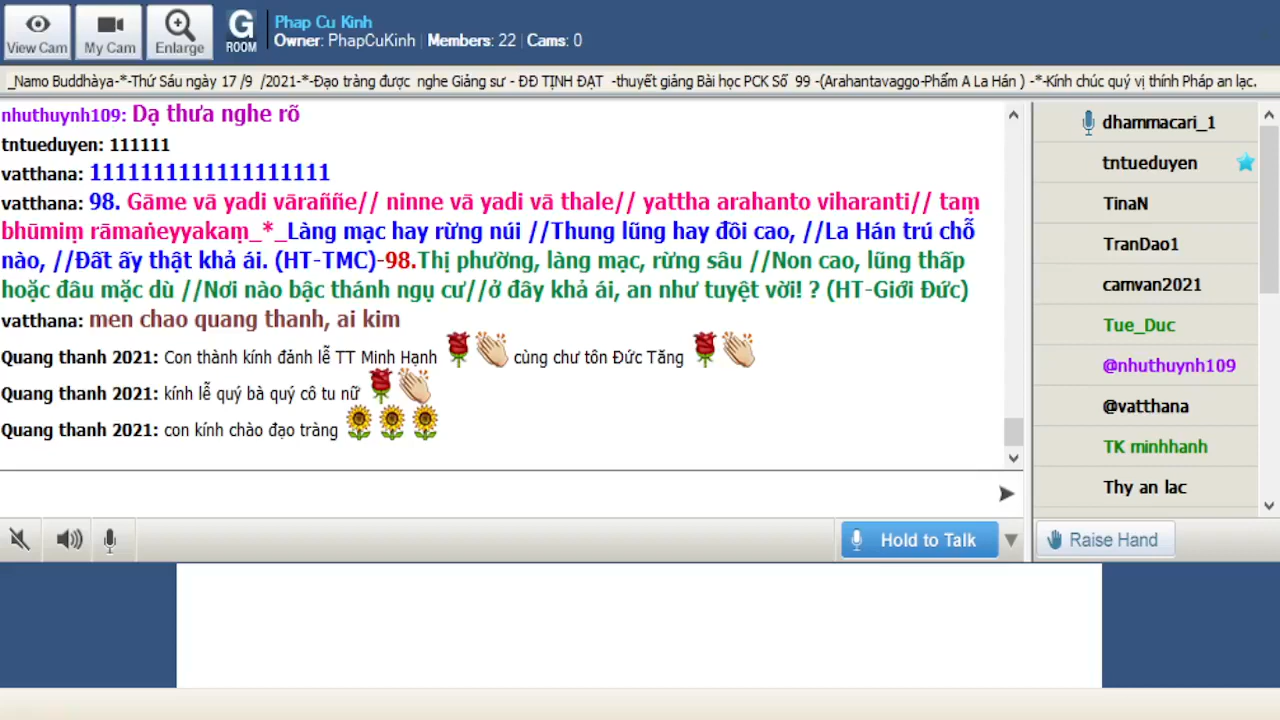 View Cam
My Cam
Enlarge
G
ROOM
Phap Cu Kinh
Owner: PhapCuKinh | Members: 22 | Cams: 0
_Namo Buddhàya-*-Thứ Sáu ngày 17 /9 /2021-*-Đạo tràng được nghe Giảng sư - ĐĐ TỊNH ĐẠT -thuyết giảng Bài học PCK Số 99 -(Arahantavaggo-Phẩm A La Hán ) -*-Kính chúc quý vị thính Pháp an lạc.
nhuthuynh109: Dạ thưa nghe rõ
tntueduyen: 111111
vatthana: 1111111111111111111
vatthana: 98. Gāme vā yadi vāraññe// ninne vā yadi vā thale// yattha arahanto viharanti// taṃ
bhūmiṃ rāmaṅeyyakaṃ_*_Làng mạc hay rừng núi //Thung lũng hay đồi cao, //La Hán trú chỗ
nào, //Đất ấy thật khả ái. (HT-TMC)-98.Thị phường, làng mạc, rừng sâu //Non cao, lũng thấp
hoặc đâu mặc dù //Nơi nào bậc thánh ngụ cư//ở đây khả ái, an như tuyệt vời! ? (HT-Giới Đức)
vatthana: men chao quang thanh, ai kim
Quang thanh 2021: Con thành kính đảnh lễ TT Minh Hạnh cùng chư tôn Đức Tăng
Quang thanh 2021: kính lễ quý bà quý cô tu nữ
Quang thanh 2021: con kính chào đạo tràng
dhammacari_1
tntueduyen
TinaN
TranDao1
camvan2021
Tue_Duc
@nhuthuynh109
@vatthana
TK minhhanh
Thy an lac
Hold to Talk
Raise Hand